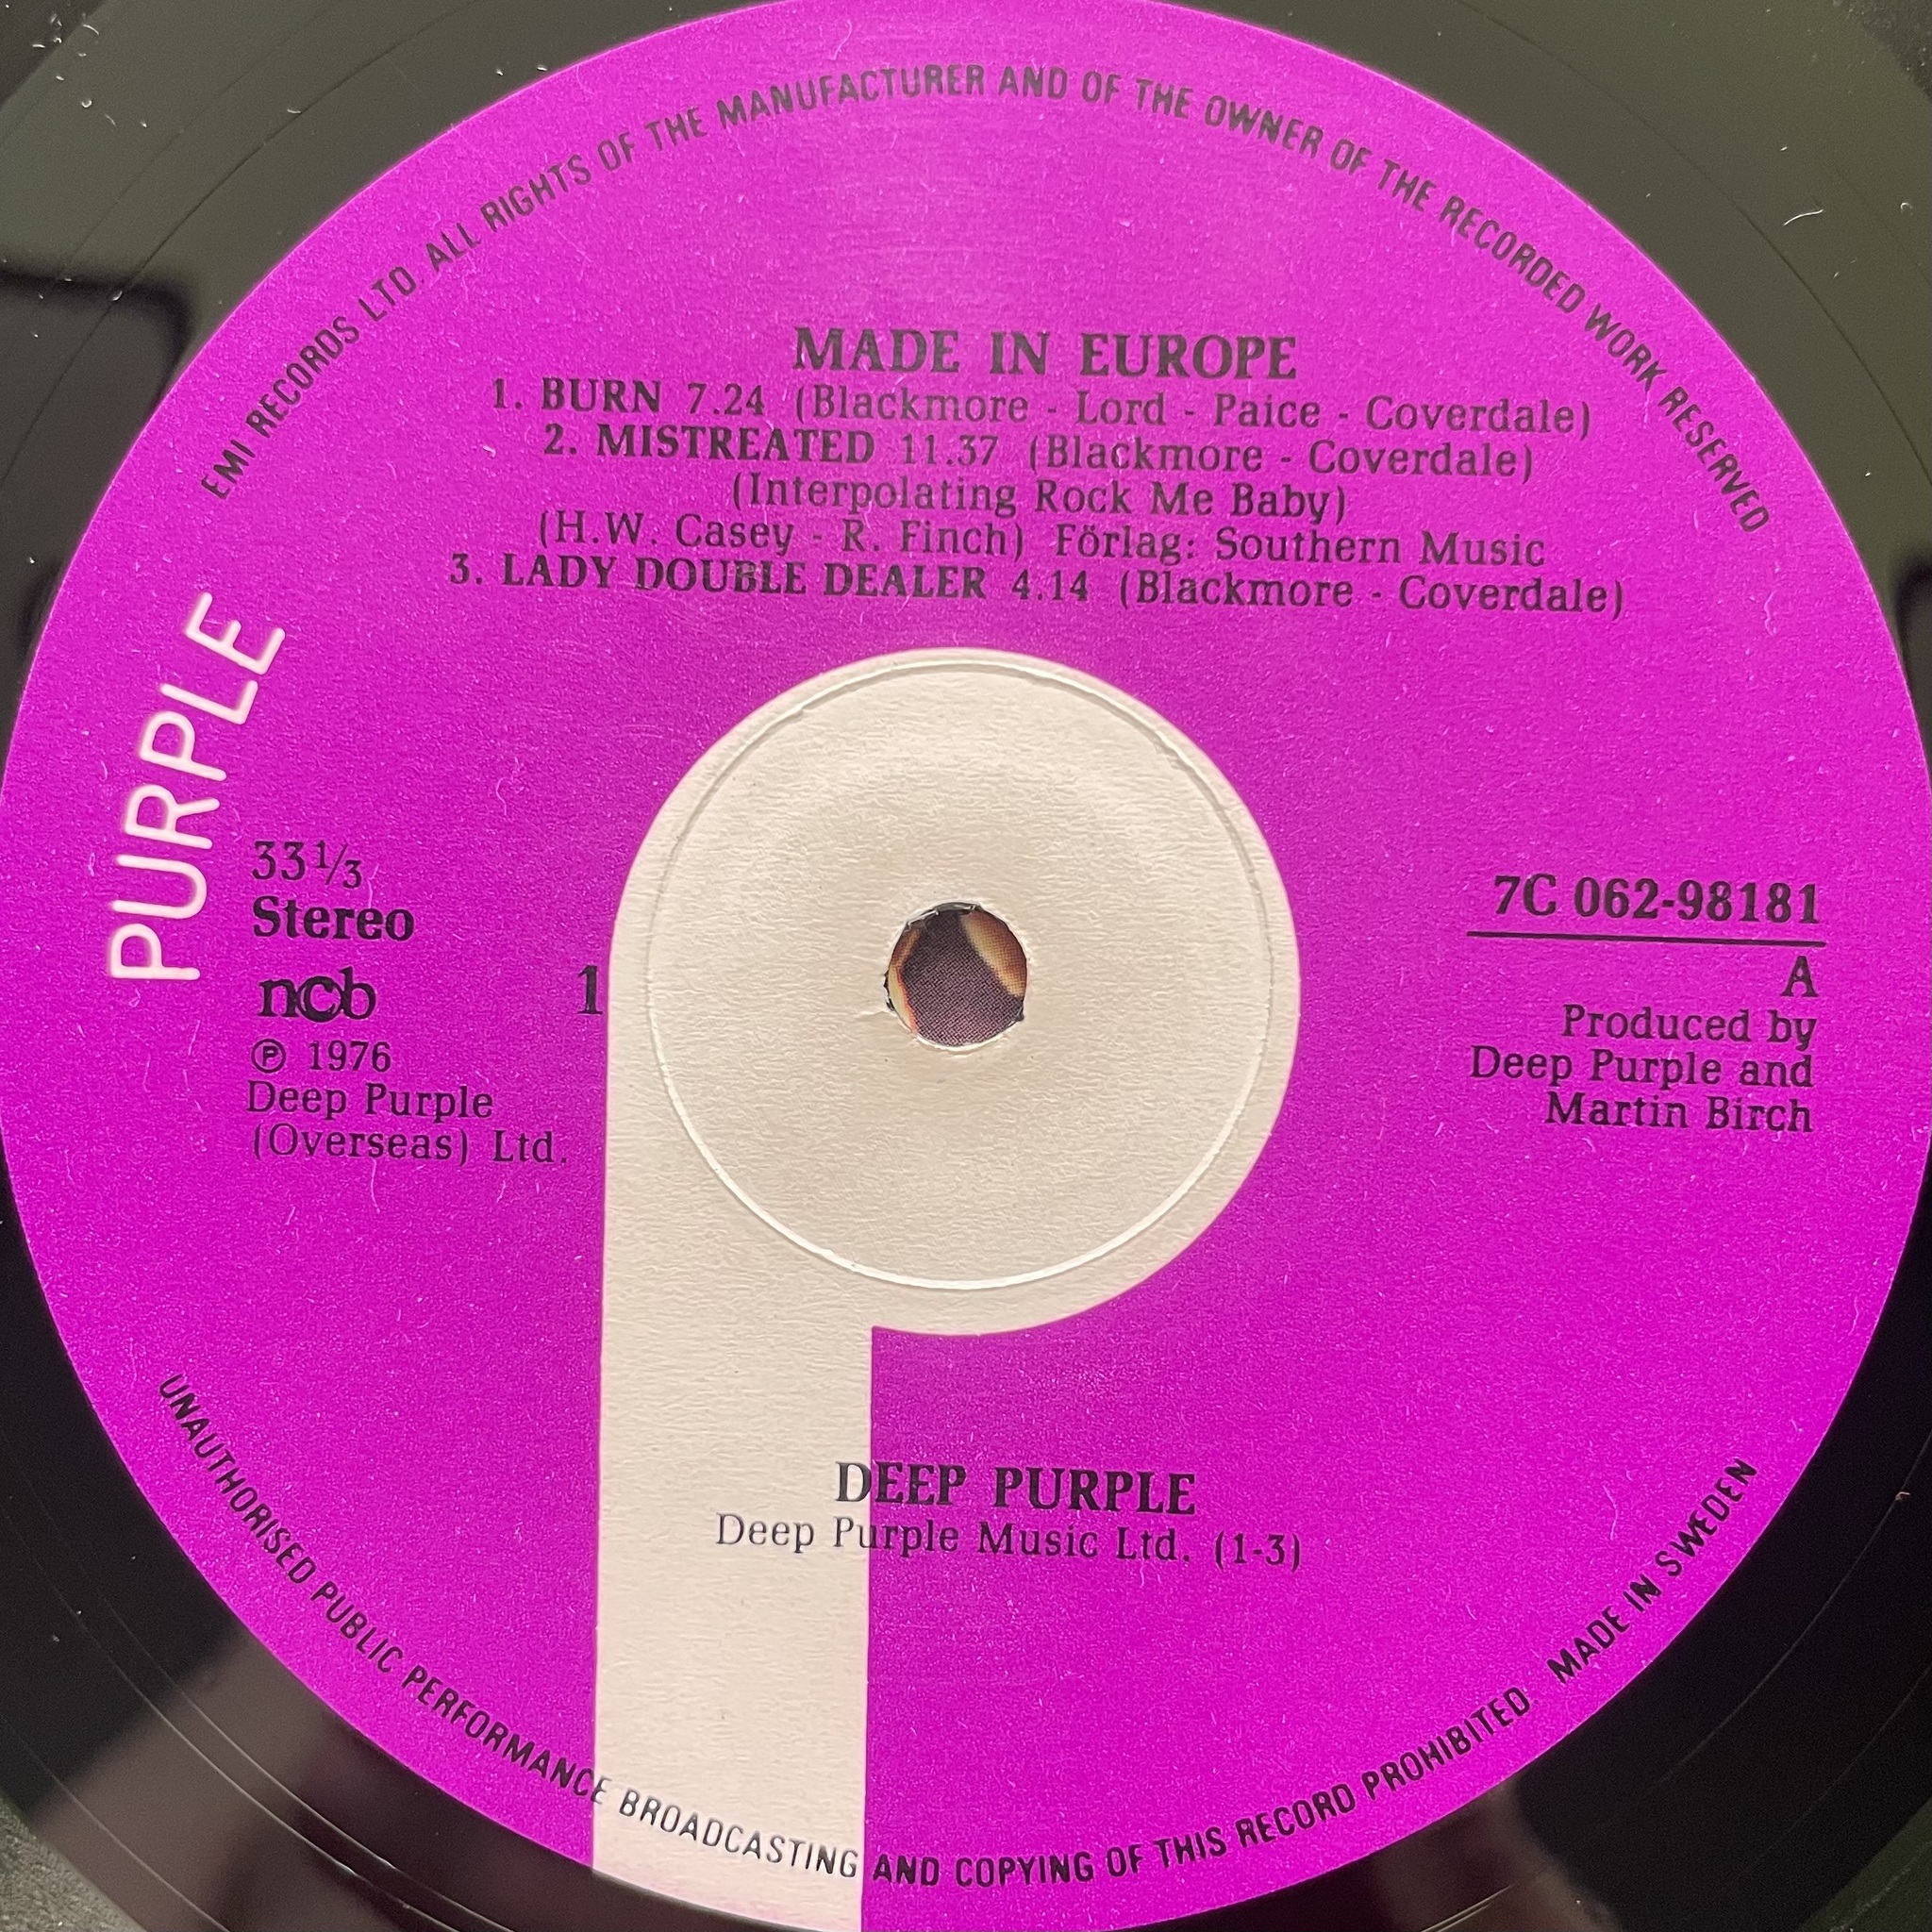 EMI RECORDS LTD. ALL RIGHTS OF THE MANUFACTURER AND OF THE OWNER OF THE RECORDED WORK RESERVED
MADE IN EUROPE
1. BURN 7.24 (Blackmore - Lord - Paice - Coverdale)
2. MISTREATED 11.37 (Blackmore - Coverdale)
(Interpolating Rock Me Baby)
(H.W. Casey - R. Finch) Förlag: Southern Music
3. LADY DOUBLE DEALER 4.14 (Blackmore - Coverdale)
PURPLE
33⅓
Stereo
ncb
1
℗ 1976
Deep Purple
(Overseas) Ltd.
7C 062-98181
A
Produced by
Deep Purple and
Martin Birch
DEEP PURPLE
Deep Purple Music Ltd. (1-3)
UNAUTHORISED PUBLIC PERFORMANCE BROADCASTING AND COPYING OF THIS RECORD PROHIBITED MADE IN SWEDEN